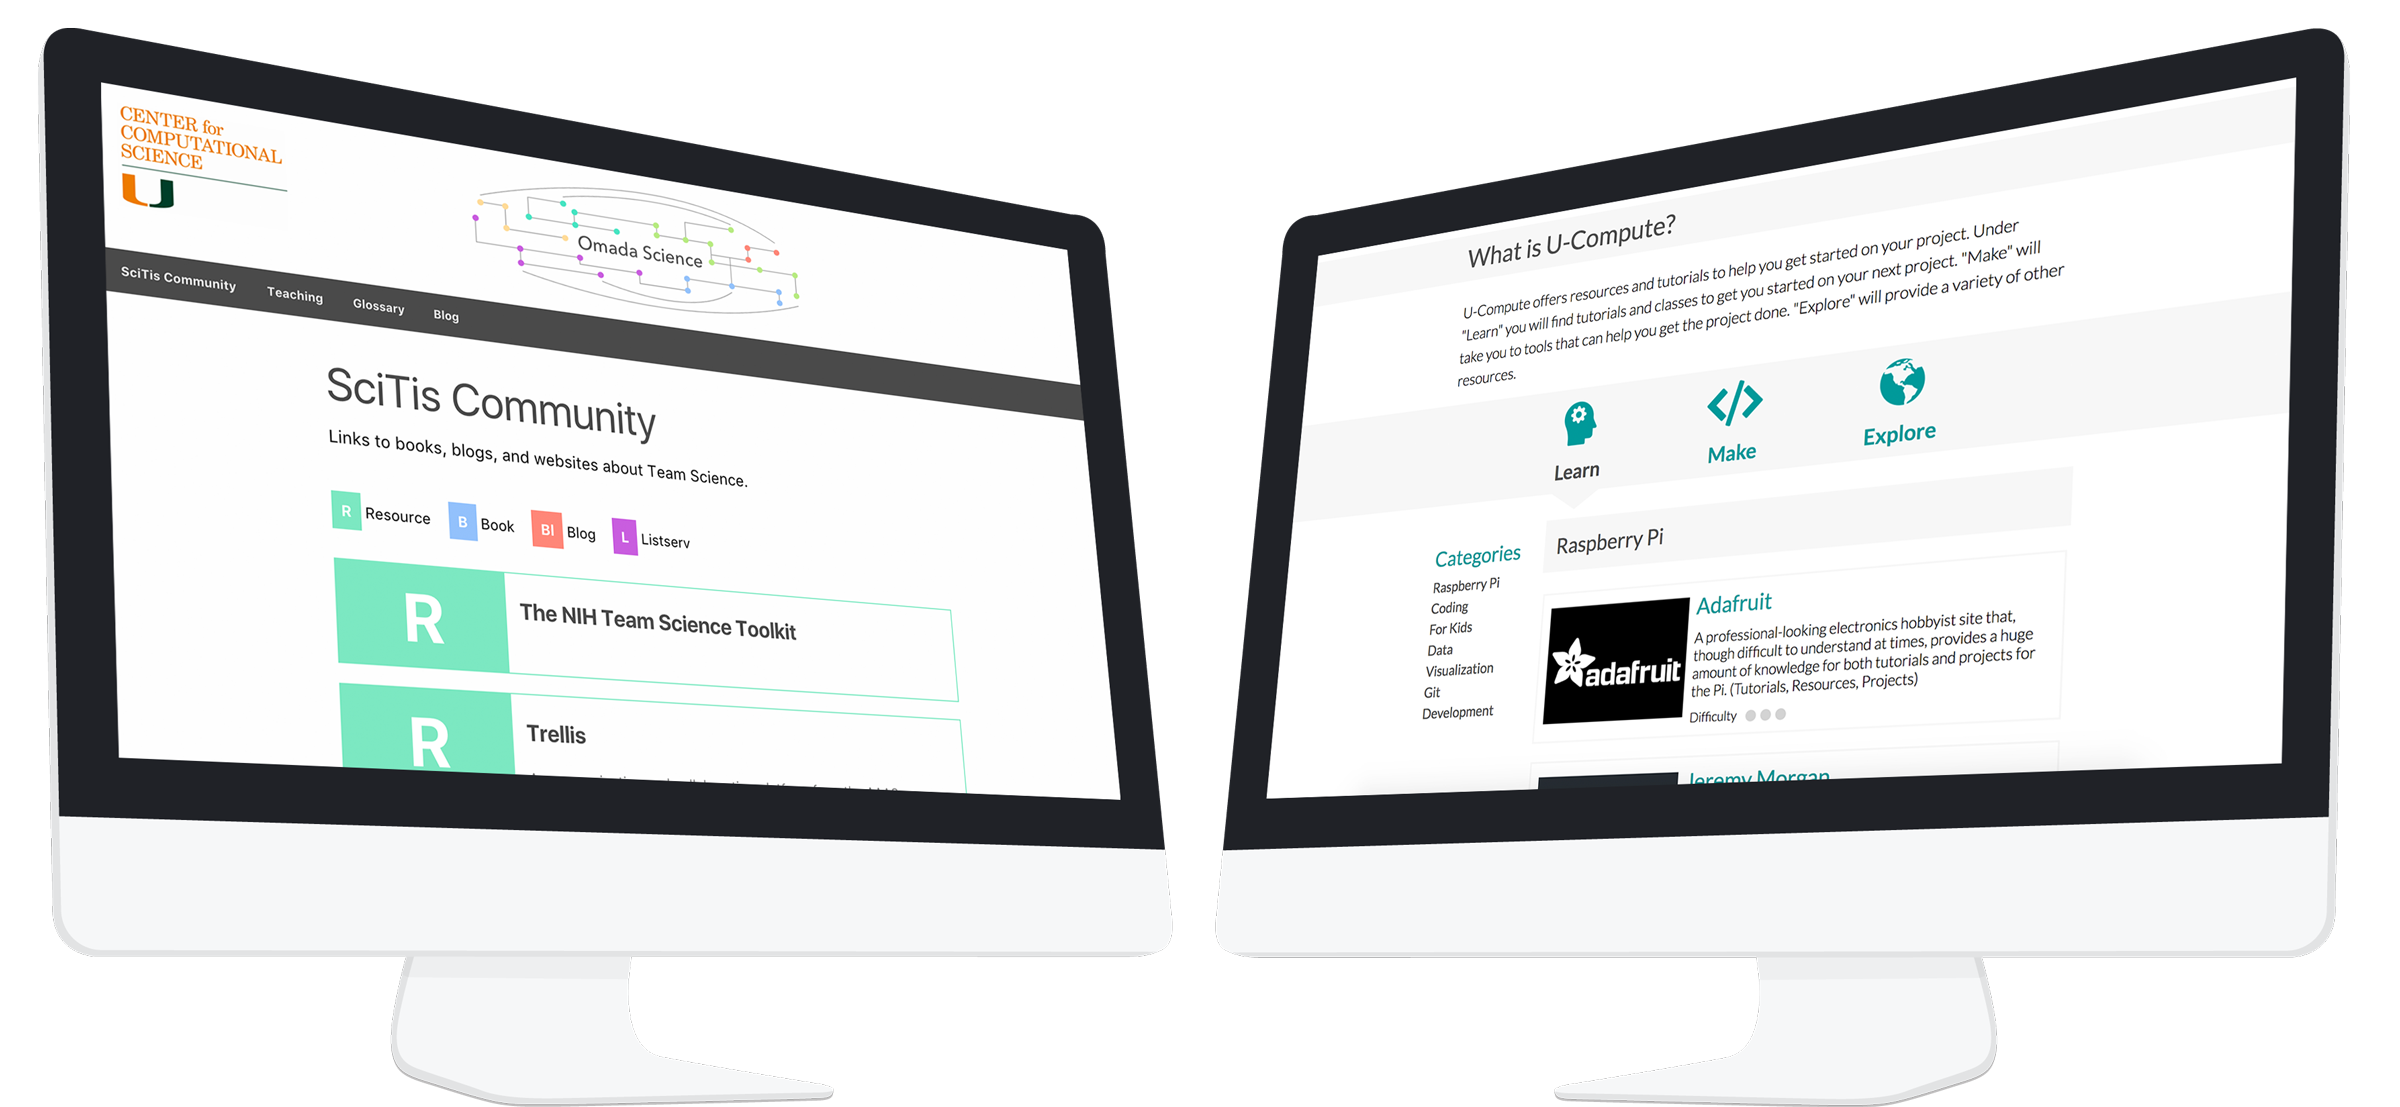 CENTER for
COMPUTATIONAL
SCIENCE
Omada Science
SciTis Community
Teaching
Glossary
Blog
SciTis Community
Links to books, blogs, and websites about Team Science.
R Resource
B Book
Bl Blog
L Listserv
R
The NIH Team Science Toolkit
R
Trellis
What is U-Compute?
U-Compute offers resources and tutorials to help you get started on your project. Under
"Learn" you will find tutorials and classes to get you started on your next project. "Make" will
take you to tools that can help you get the project done. "Explore" will provide a variety of other
resources.
Learn
Make
Explore
Categories
Raspberry Pi
Coding
For Kids
Data
Visualization
Git
Development
Raspberry Pi
adafruit
Adafruit
A professional-looking electronics hobbyist site that,
though difficult to understand at times, provides a huge
amount of knowledge for both tutorials and projects for
the Pi. (Tutorials, Resources, Projects)
Difficulty
Jeremy Morgan